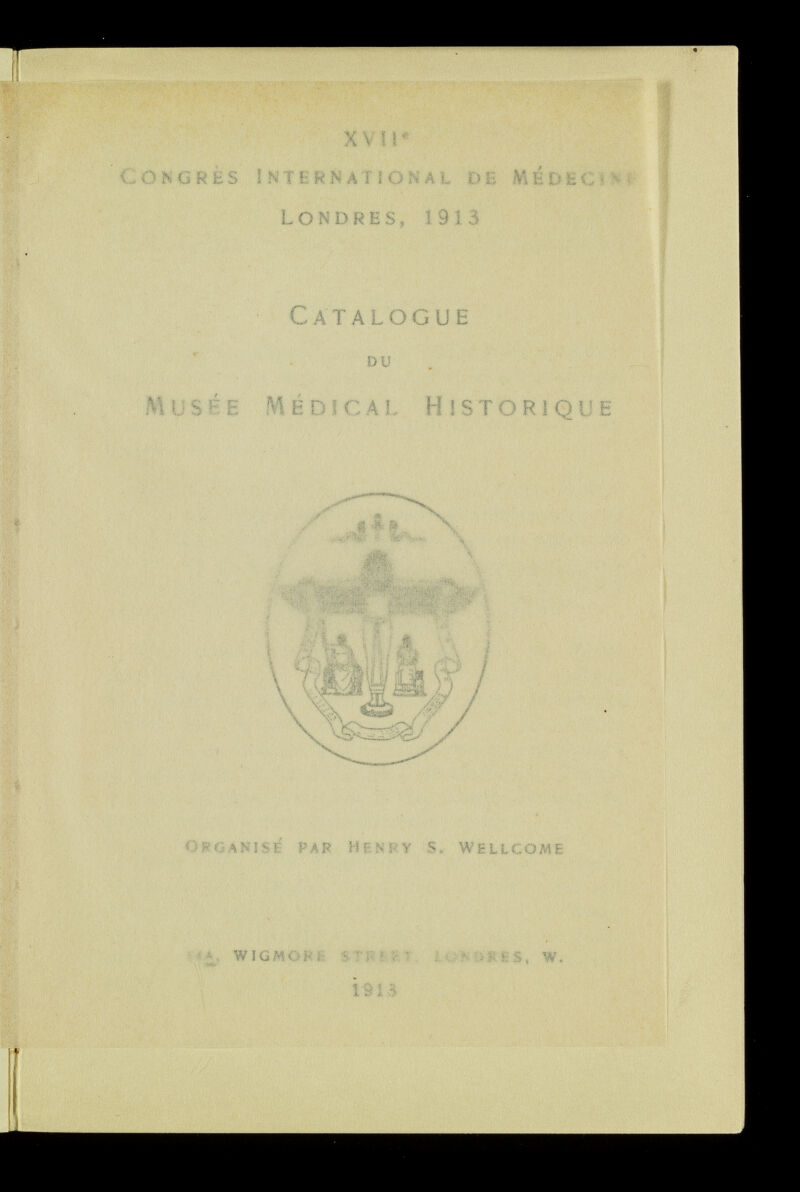 XVIIe
CONGRÈS INTERNATIONAL DE MÉDECINE
LONDRES, 1913
CATALOGUE
DU
MUSÉE MÉDICAL HISTORIQUE
ORGANISÉ PAR HENRY S. WELLCOME
WIGMORE STREET, LONDRES, W.
1913